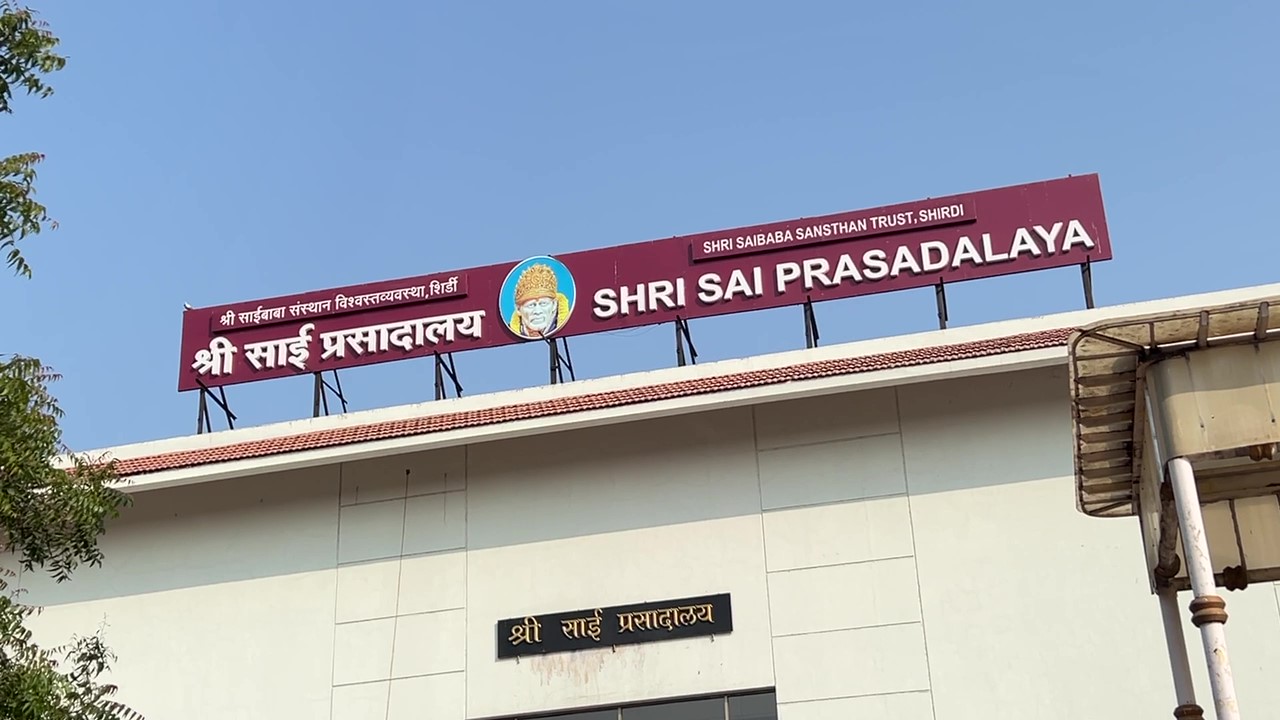 श्री साईबाबा संस्थान विश्वस्तव्यवस्था, शिर्डी
श्री साई प्रसादालय
SHRI SAIBABA SANSTHAN TRUST, SHIRDI
SHRI SAI PRASADALAYA
श्री साई प्रसादालय